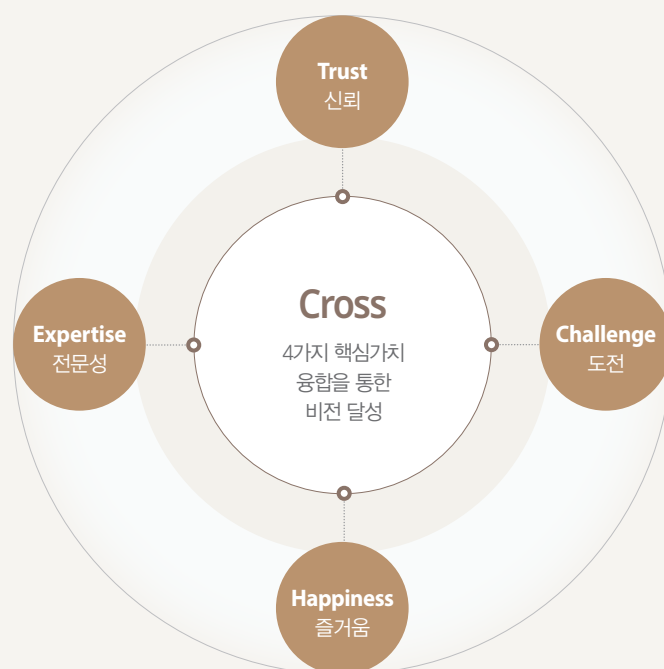 Trust
신뢰
Expertise
전문성
Cross
4가지 핵심가치
융합을 통한
비전 달성
Challenge
도전
Happiness
즐거움